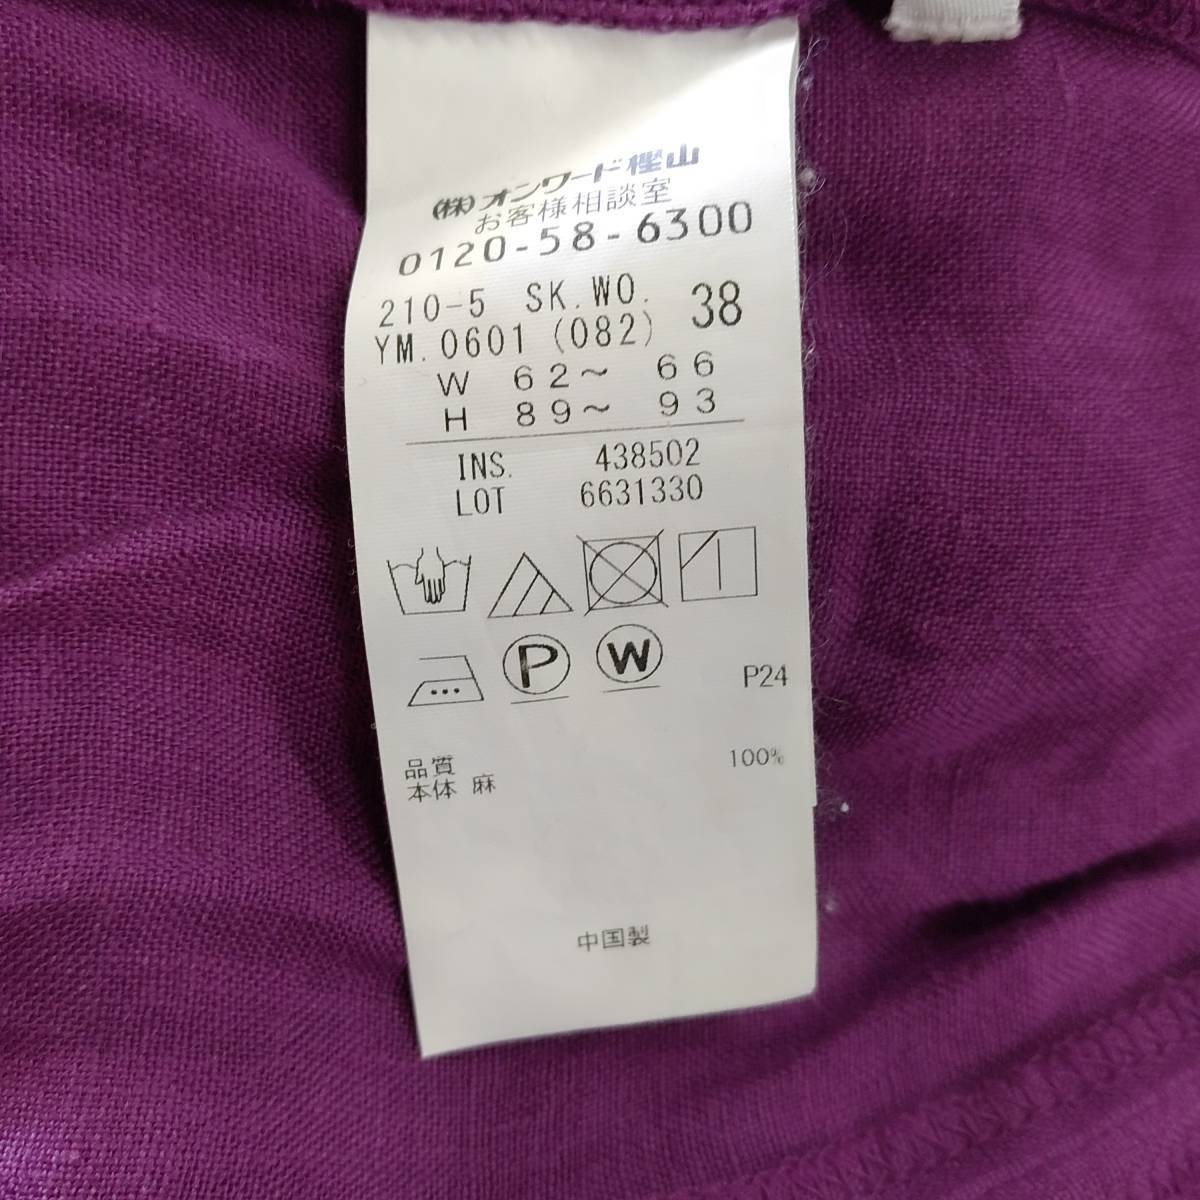 ㈱オンワード樫山
お客様相談室
0120-58-6300
210-5 SK.WO. 38
YM.0601 (082)
W 62~ 66
H 89~ 93
INS. 438502
LOT 6631330
P W P24
品質 100%
本体 麻
中国製